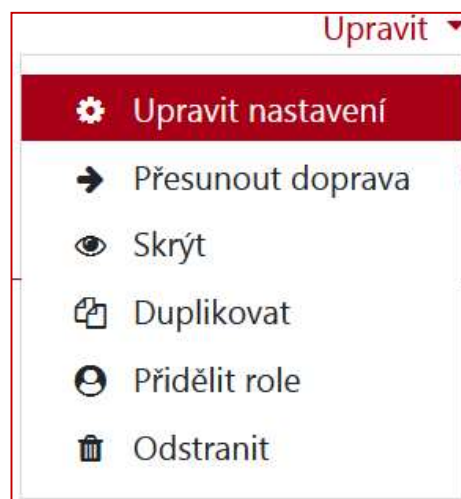 Upravit
Upravit nastavení
Přesunout doprava
Skrýt
Duplikovat
Přidělit role
Odstranit